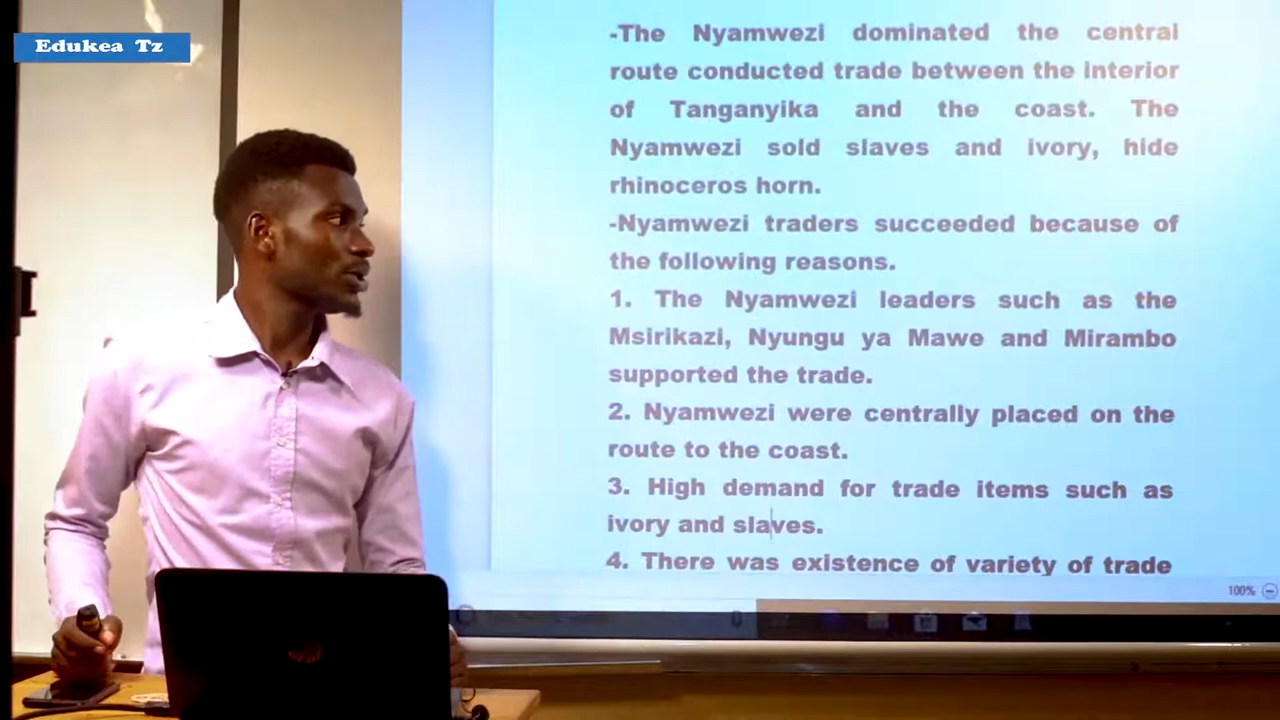 Edukea Tz
-The Nyamwezi dominated the central
route conducted trade between the interior
of Tanganyika and the coast. The
Nyamwezi sold slaves and ivory, hide
rhinoceros horn.
-Nyamwezi traders succeeded because of
the following reasons.
1. The Nyamwezi leaders such as the
Msirikazi, Nyungu ya Mawe and Mirambo
supported the trade.
2. Nyamwezi were centrally placed on the
route to the coast.
3. High demand for trade items such as
ivory and slaves.
4. There was existence of variety of trade
100%